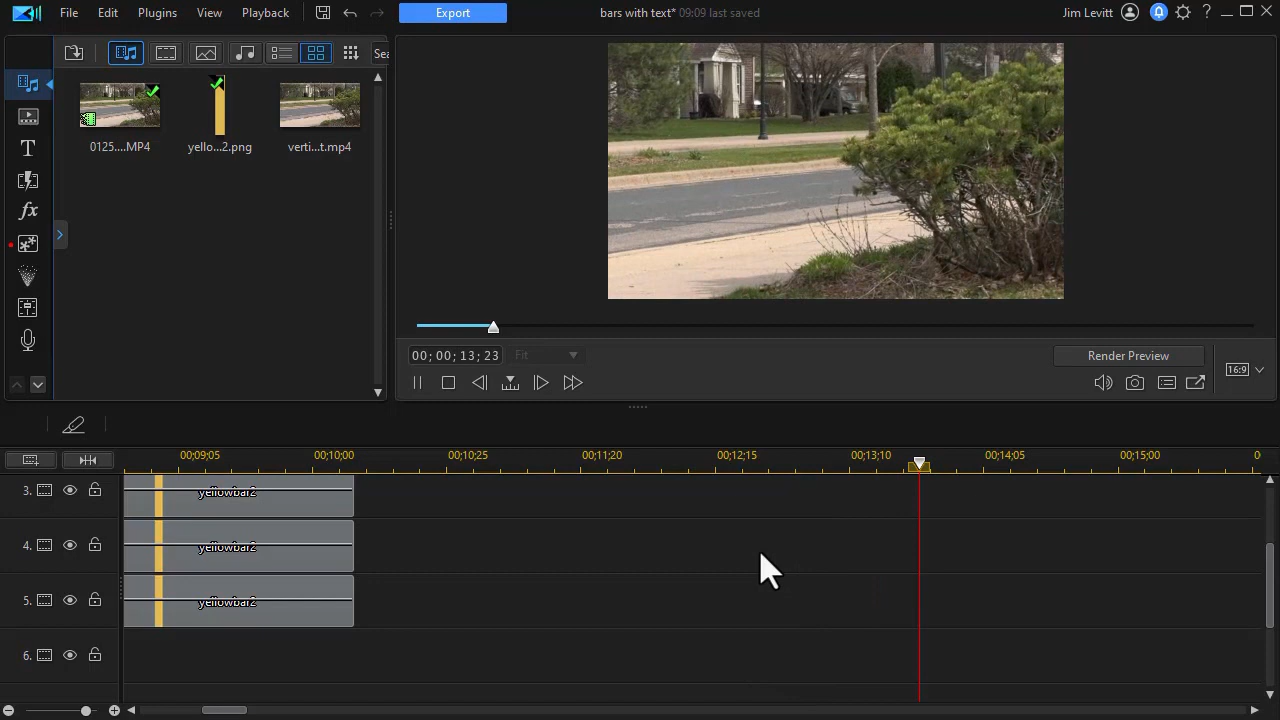 File Edit Plugins View Playback Export bars with text* 09:09 last saved Jim Levitt
Sea
0125....MP4 yello...2.png verti...t.mp4
00; 00; 13; 23 Fit Render Preview 16:9
00;09;05 00;10;00 00;10;25 00;11;20 00;12;15 00;13;10 00;14;05 00;15;00 0
3. yellowbar2
4. yellowbar2
5. yellowbar2
6.